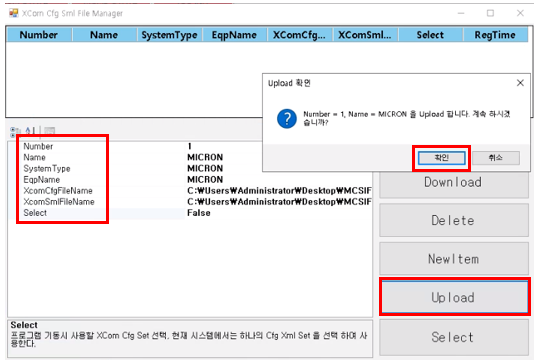 XCom Cfg Sml File Manager
Number Name SystemType EqpName XComCfg... XComSml... Select RegTime
Upload 확인
Number = 1, Name = MICRON 을 Upload 합니다. 계속 하시겠
습니까?
확인 취소
Number 1
Name MICRON
SystemType MICRON
EqpName MICRON
XcomCfgFileName C:₩Users₩Administrator₩Desktop₩MCSIF
XcomSmlFileName C:₩Users₩Administrator₩Desktop₩MCSIF
Select False
Download
Delete
NewItem
Upload
Select
Select
프로그램 기동시 사용할 XCom Cfg Set 선택, 현재 시스템에서는 하나의 Cfg Xml Set 을 선택 하여 사
용한다.